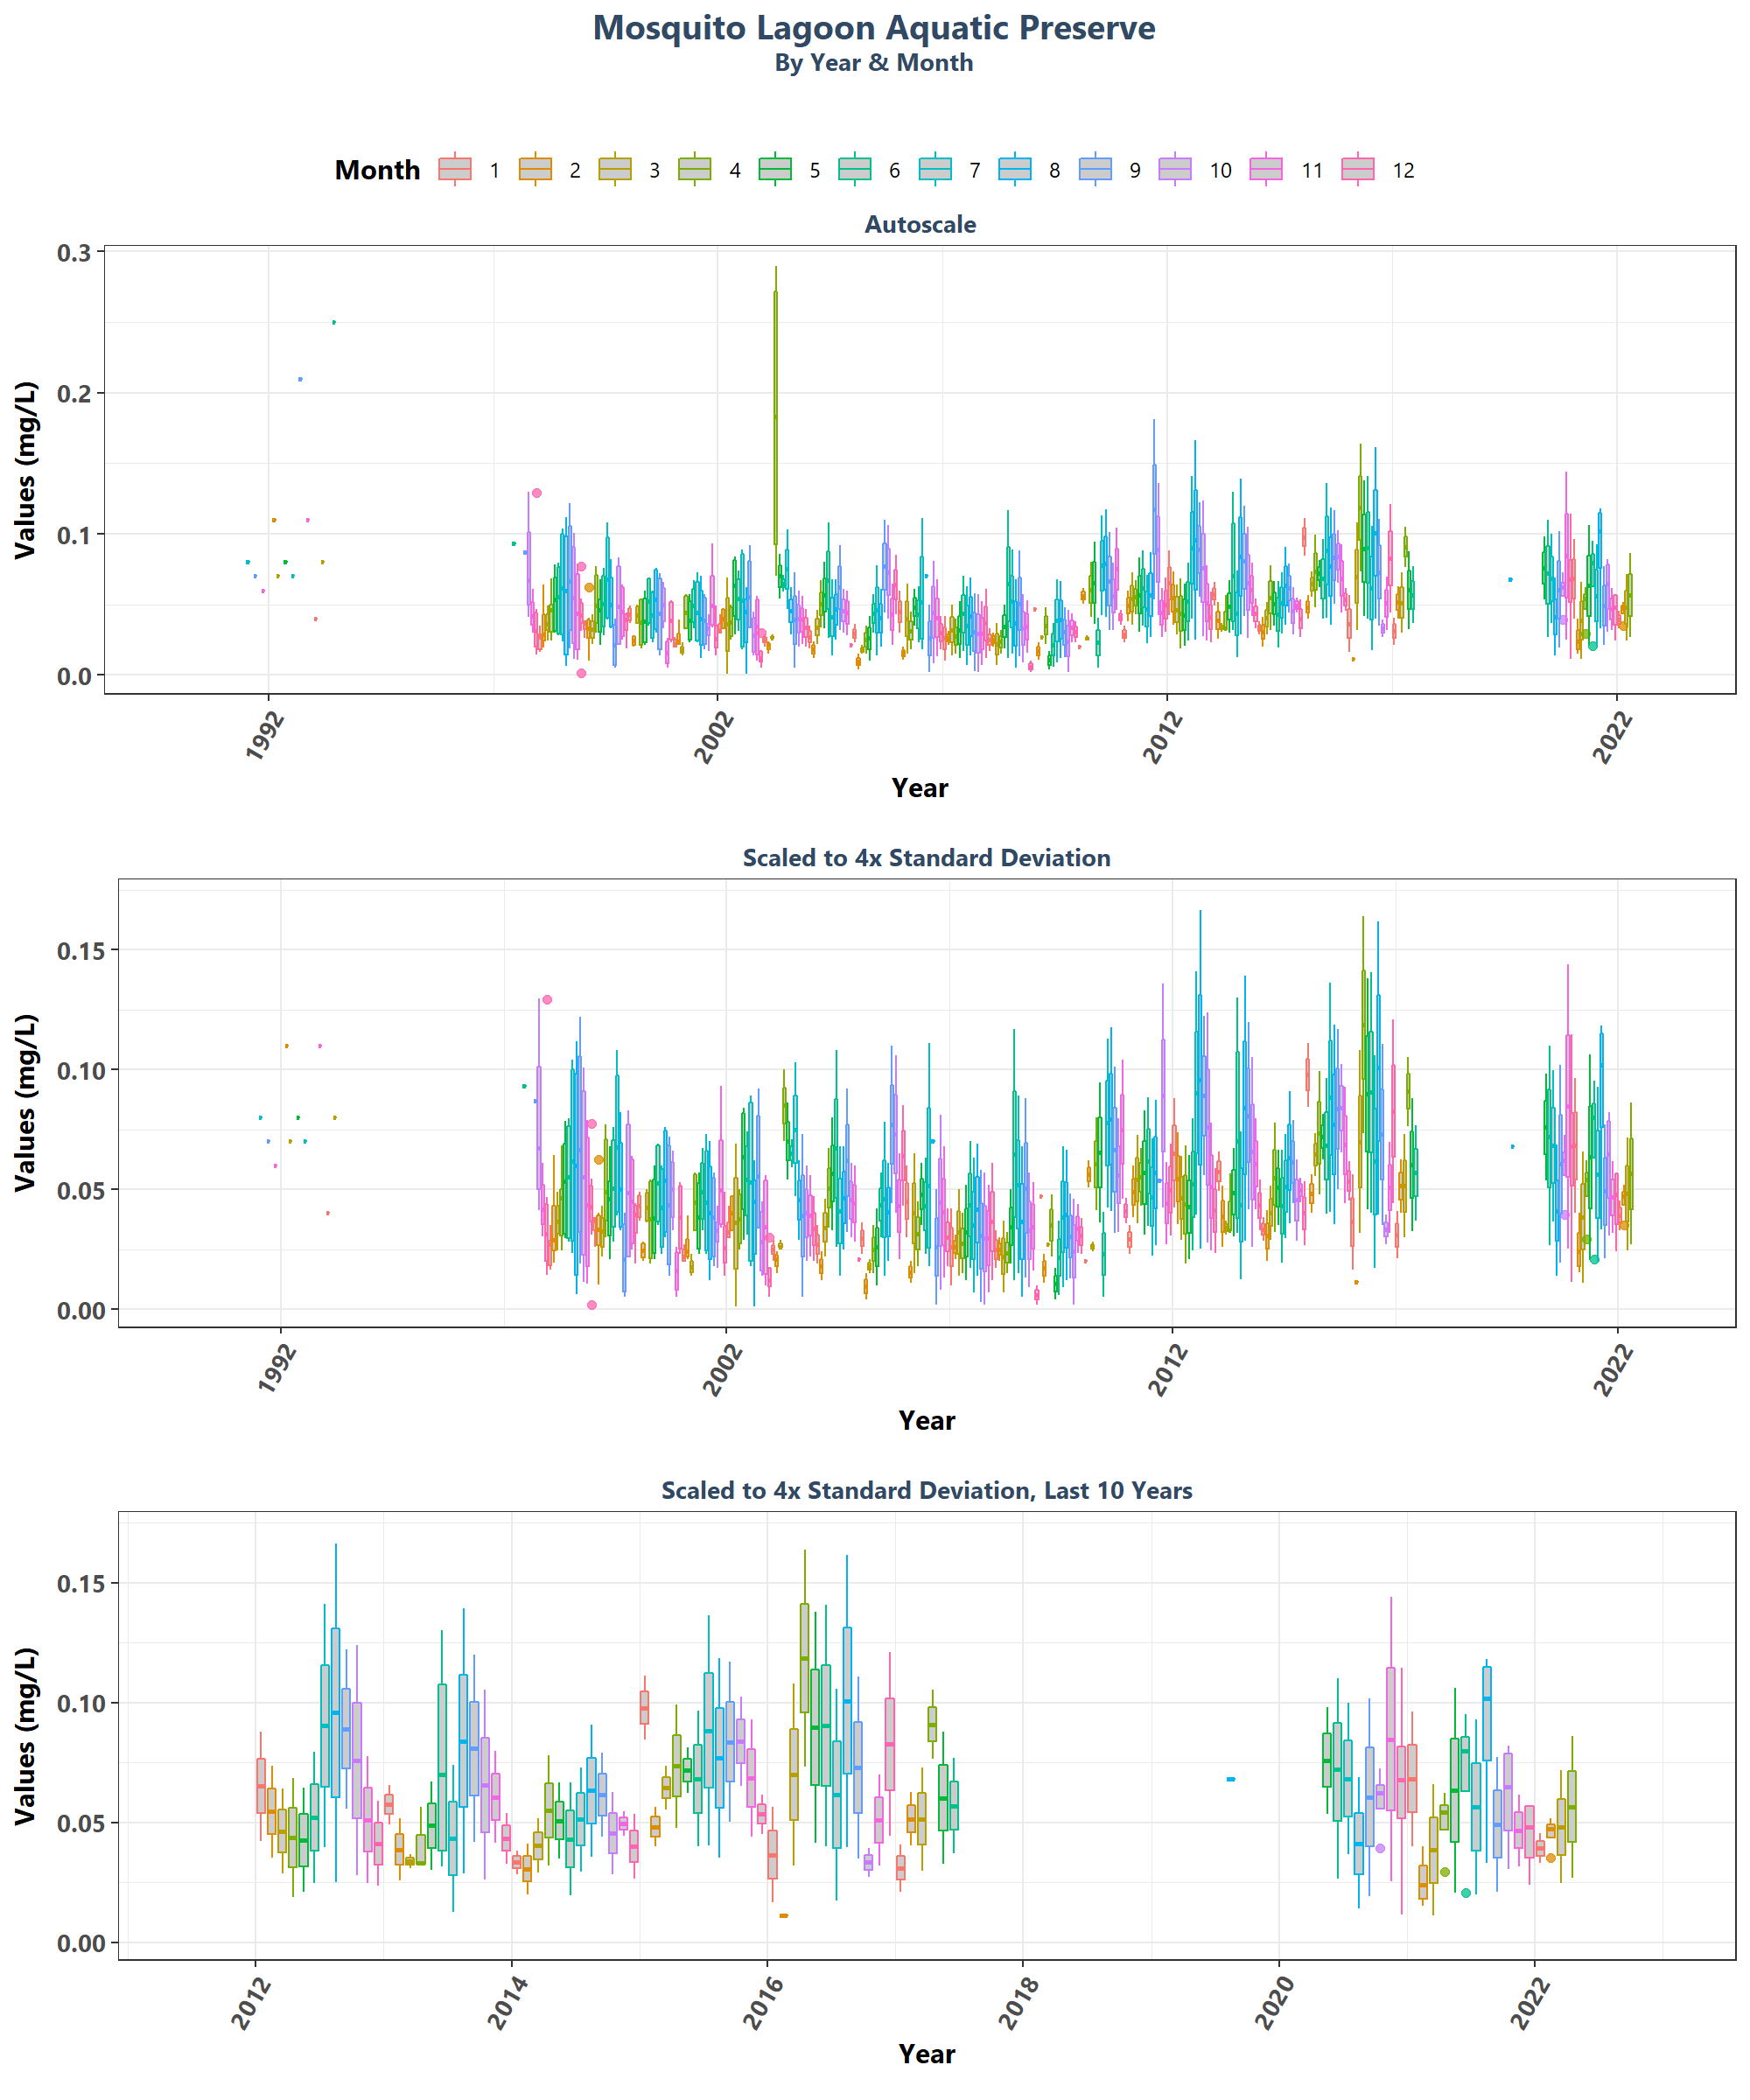 Mosquito Lagoon Aquatic Preserve
By Year & Month
Month 1 2 3 4 5 6 7 8 9 10 11 12
Autoscale
Values (mg/L)
0.3
0.2
0.1
0.0
1992 2002 2012 2022
Year
Scaled to 4x Standard Deviation
Values (mg/L)
0.15
0.10
0.05
0.00
1992 2002 2012 2022
Year
Scaled to 4x Standard Deviation, Last 10 Years
Values (mg/L)
0.15
0.10
0.05
0.00
2012 2014 2016 2018 2020 2022
Year